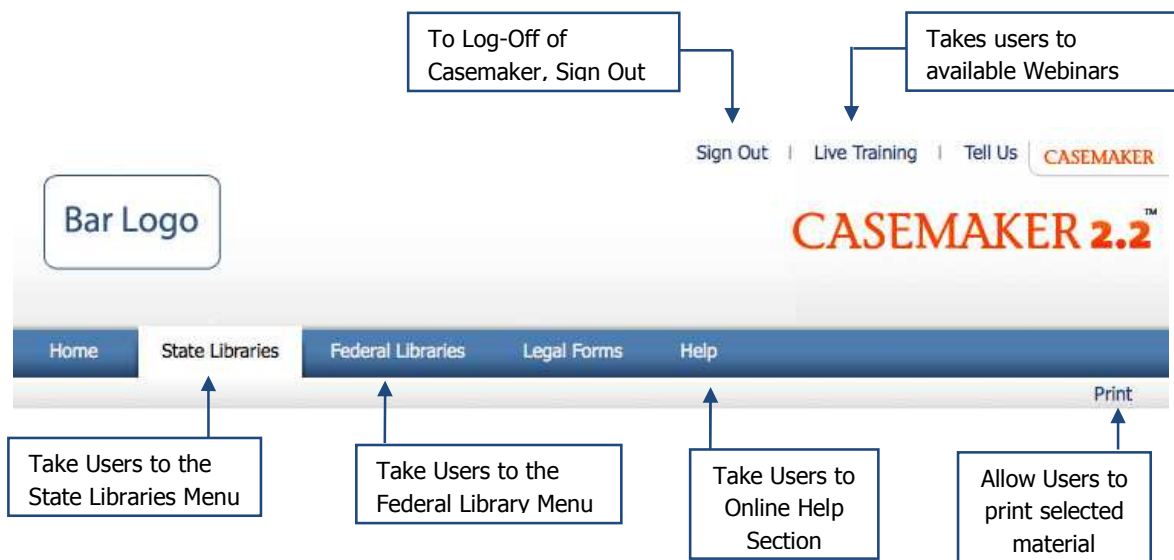 To Log-Off of
Casemaker, Sign Out
Takes users to
available Webinars
Sign Out | Live Training | Tell Us CASEMAKER
Bar Logo
CASEMAKER 2.2™
Home State Libraries Federal Libraries Legal Forms Help
Print
Take Users to the
State Libraries Menu
Take Users to the
Federal Library Menu
Take Users to
Online Help
Section
Allow Users to
print selected
material